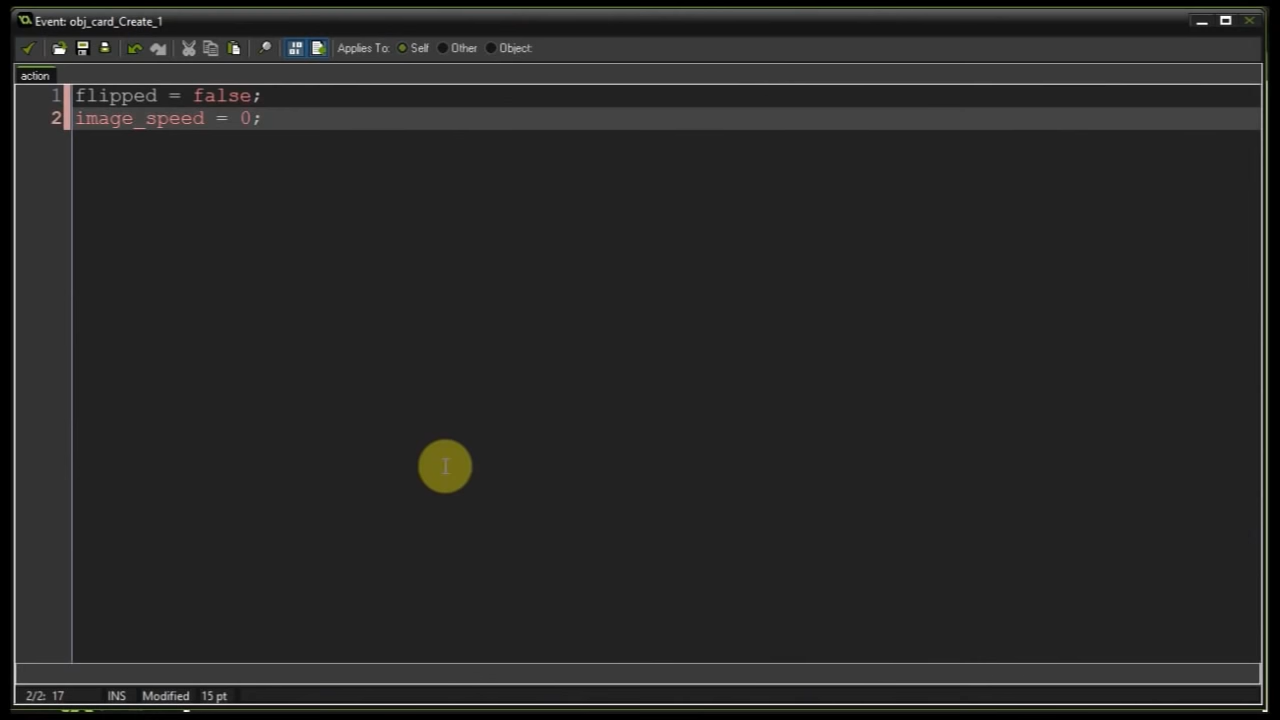 Event: obj_card_Create_1
Applies To: Self Other Object:
action
1 flipped = false;
2 image_speed = 0;
2/2: 17 INS Modified 15 pt